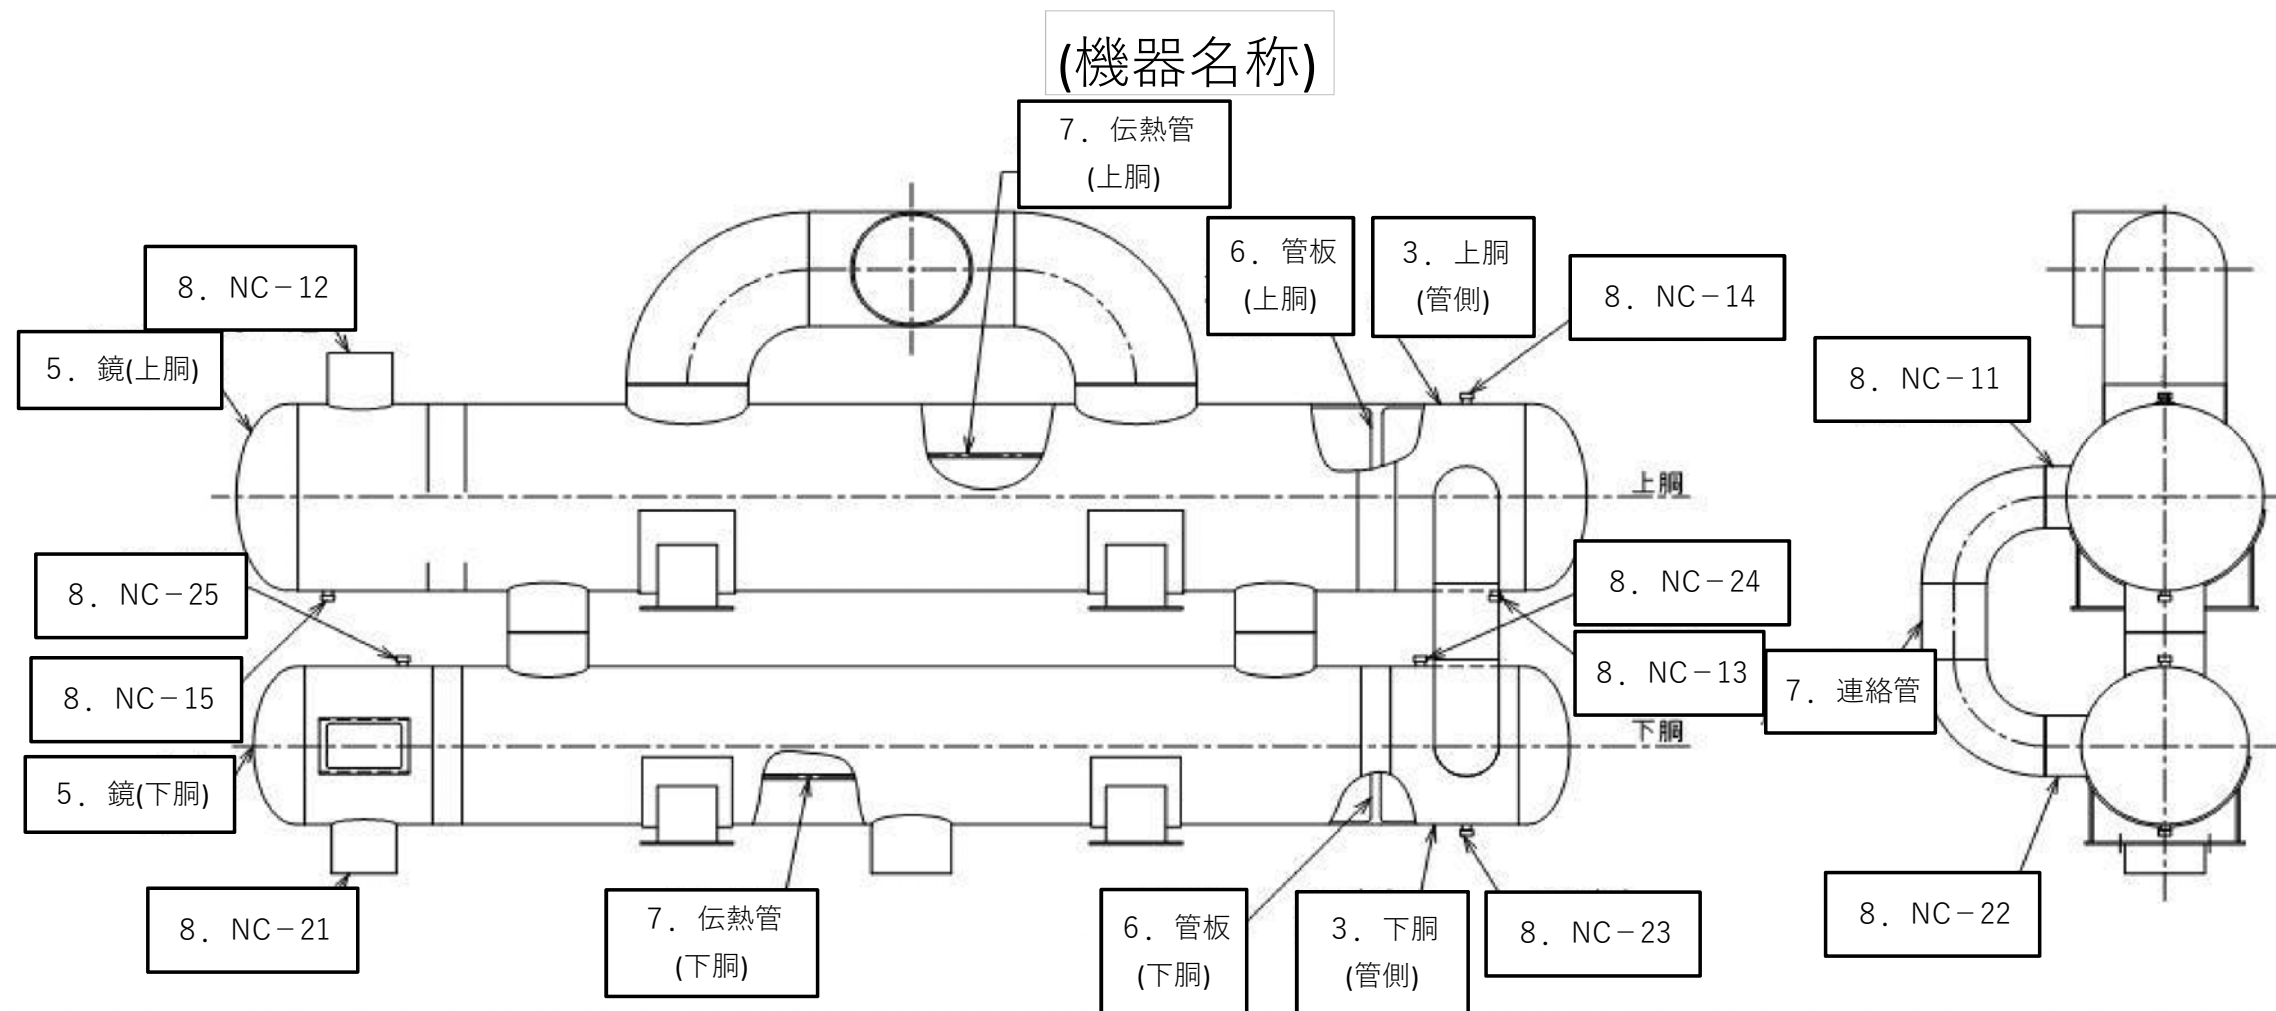 (機器名称)
7. 伝熱管
(上胴)
6. 管板
(上胴)
3. 上胴
(管側)
8. NC-12
8. NC-14
5. 鏡(上胴)
8. NC-11
上胴
8. NC-25
8. NC-24
8. NC-15
8. NC-13
7. 連絡管
下胴
5. 鏡(下胴)
8. NC-21
7. 伝熱管
(下胴)
6. 管板
(下胴)
3. 下胴
(管側)
8. NC-23
8. NC-22